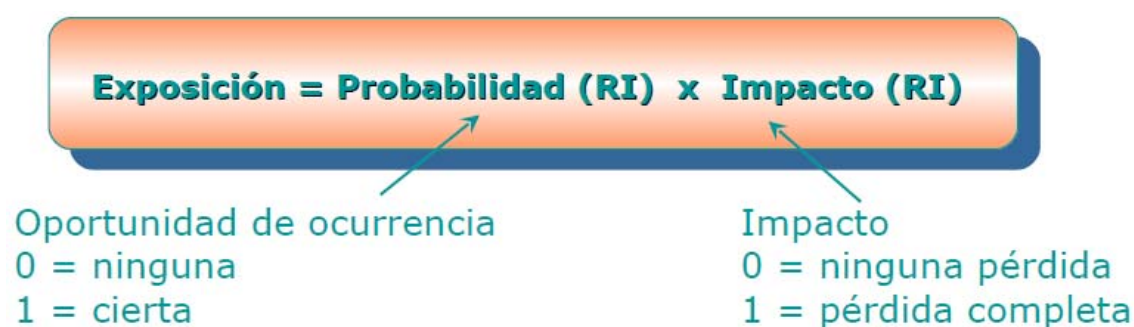 Exposición = Probabilidad (RI) x Impacto (RI)
Oportunidad de ocurrencia
0 = ninguna
1 = cierta
Impacto
0 = ninguna pérdida
1 = pérdida completa